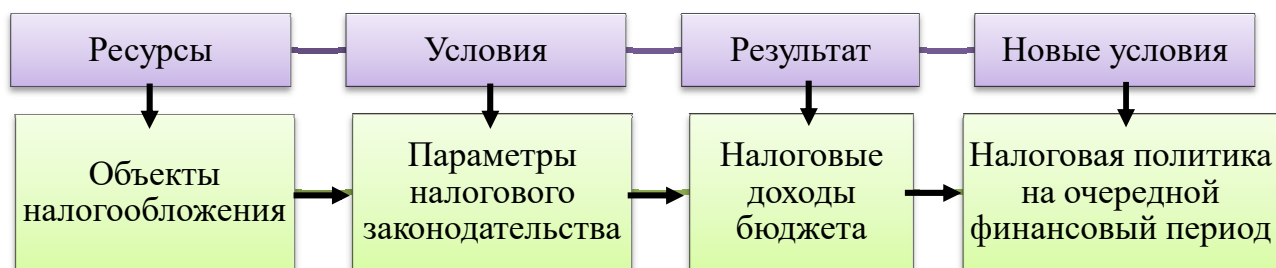 Ресурсы
Условия
Результат
Новые условия
Объекты
налогообложения
Параметры
налогового
законодательства
Налоговые
доходы
бюджета
Налоговая политика
на очередной
финансовый период